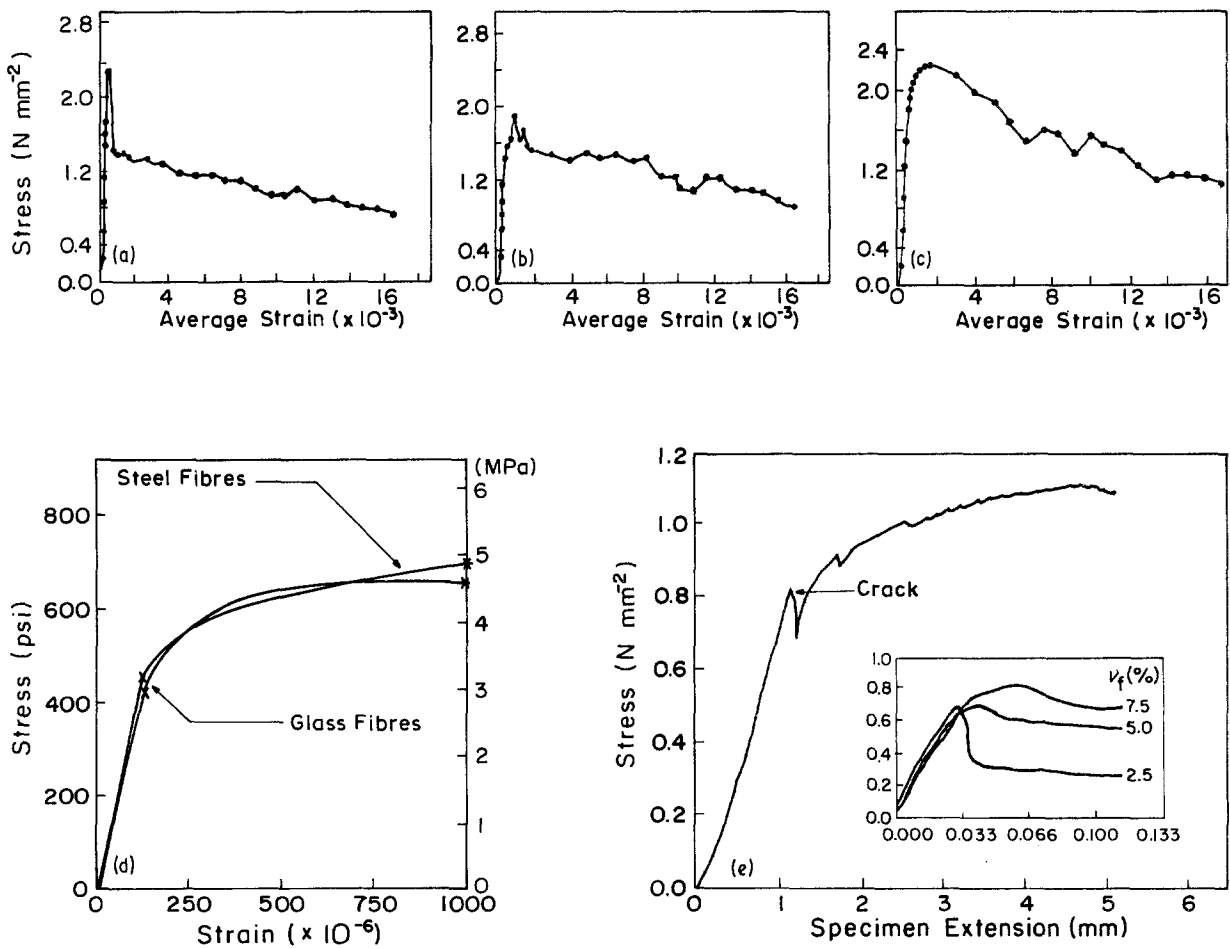 Stress (N mm⁻²)
2.8
2.0
1.2
0.4
0.0
(a)
0 4 8 12 16
Average Strain (x 10⁻³)
2.8
2.0
1.2
0.4
0.0
(b)
0 4 8 12 16
Average Strain (x 10⁻³)
2.4
2.0
1.2
0.4
0.0
(c)
0 4 8 12 16
Average Strain (x 10⁻³)
Stress (psi)
800
600
400
200
0
(MPa)
6
5
4
3
2
1
0
Steel Fibres
Glass Fibres
(d)
0 250 500 750 1000
Strain (x 10⁻⁶)
Stress (N mm⁻²)
1.2
1.0
0.8
0.6
0.4
0.2
0.0
Crack
1.0
0.8
0.6
0.4
0.2
0.0
νf(%)
7.5
5.0
2.5
0.000 0.033 0.066 0.100 0.133
(e)
0 1 2 3 4 5 6
Specimen Extension (mm)